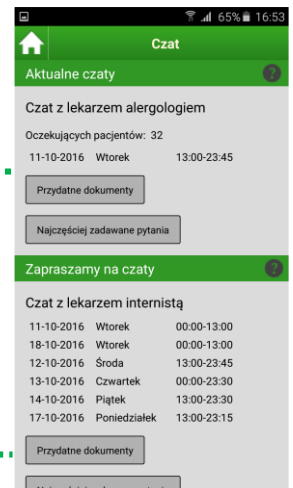 65% 16:53
Czat
Aktualne czaty ?
Czat z lekarzem alergologiem
Oczekujących pacjentów: 32
11-10-2016 Wtorek 13:00-23:45
Przydatne dokumenty
Najczęściej zadawane pytania
Zapraszamy na czaty ?
Czat z lekarzem internistą
11-10-2016 Wtorek 00:00-13:00
18-10-2016 Wtorek 00:00-13:00
12-10-2016 Środa 13:00-23:45
13-10-2016 Czwartek 00:00-23:30
14-10-2016 Piątek 13:00-23:30
17-10-2016 Poniedziałek 13:00-23:15
Przydatne dokumenty